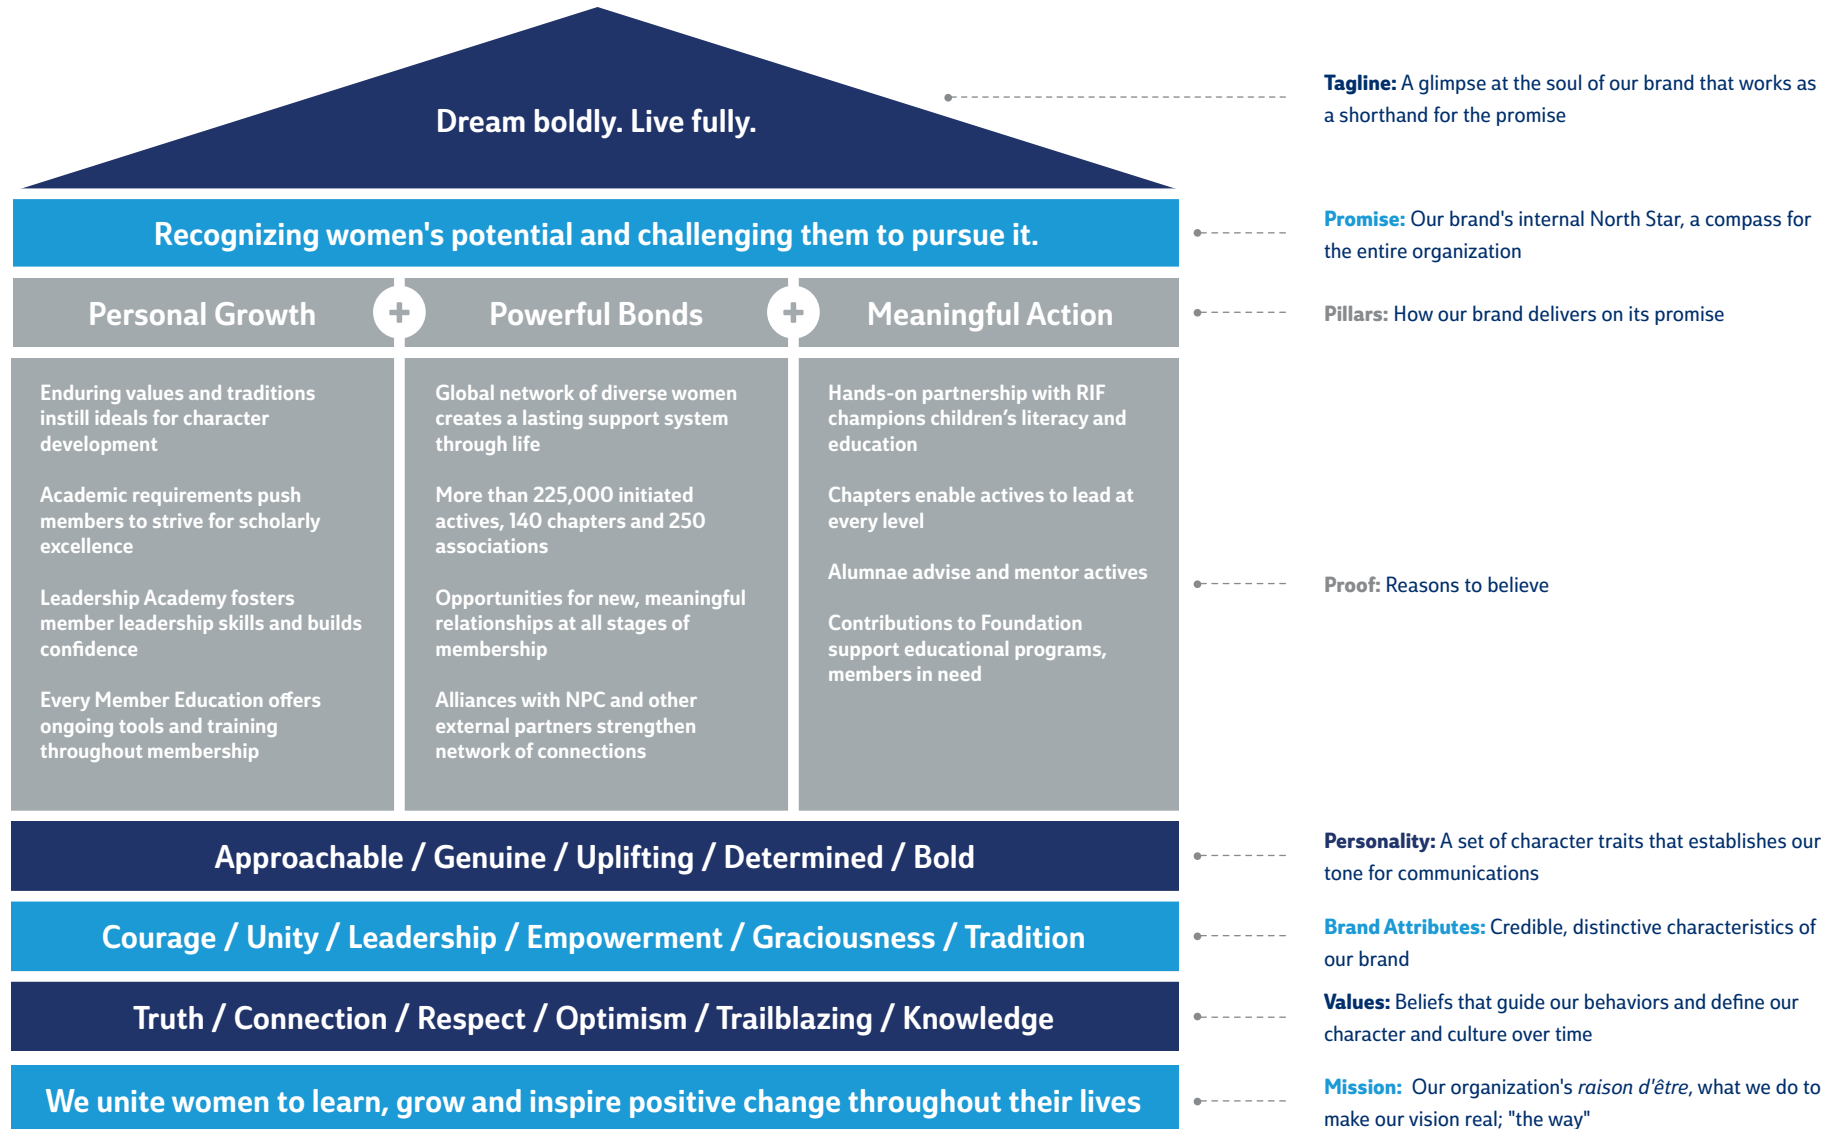 Dream boldly. Live fully.
Tagline: A glimpse at the soul of our brand that works as
a shorthand for the promise
Recognizing women's potential and challenging them to pursue it.
Promise: Our brand's internal North Star, a compass for
the entire organization
Personal Growth + Powerful Bonds + Meaningful Action
Pillars: How our brand delivers on its promise
Enduring values and traditions
instill ideals for character
development
Academic requirements push
members to strive for scholarly
excellence
Leadership Academy fosters
member leadership skills and builds
confidence
Every Member Education offers
ongoing tools and training
throughout membership
Global network of diverse women
creates a lasting support system
through life
More than 225,000 initiated
actives, 140 chapters and 250
associations
Opportunities for new, meaningful
relationships at all stages of
membership
Alliances with NPC and other
external partners strengthen
network of connections
Hands-on partnership with RIF
champions children’s literacy and
education
Chapters enable actives to lead at
every level
Alumnae advise and mentor actives
Contributions to Foundation
support educational programs,
members in need
Proof: Reasons to believe
Approachable / Genuine / Uplifting / Determined / Bold
Personality: A set of character traits that establishes our
tone for communications
Courage / Unity / Leadership / Empowerment / Graciousness / Tradition
Brand Attributes: Credible, distinctive characteristics of
our brand
Truth / Connection / Respect / Optimism / Trailblazing / Knowledge
Values: Beliefs that guide our behaviors and define our
character and culture over time
We unite women to learn, grow and inspire positive change throughout their lives
Mission: Our organization's raison d'être, what we do to
make our vision real; "the way"